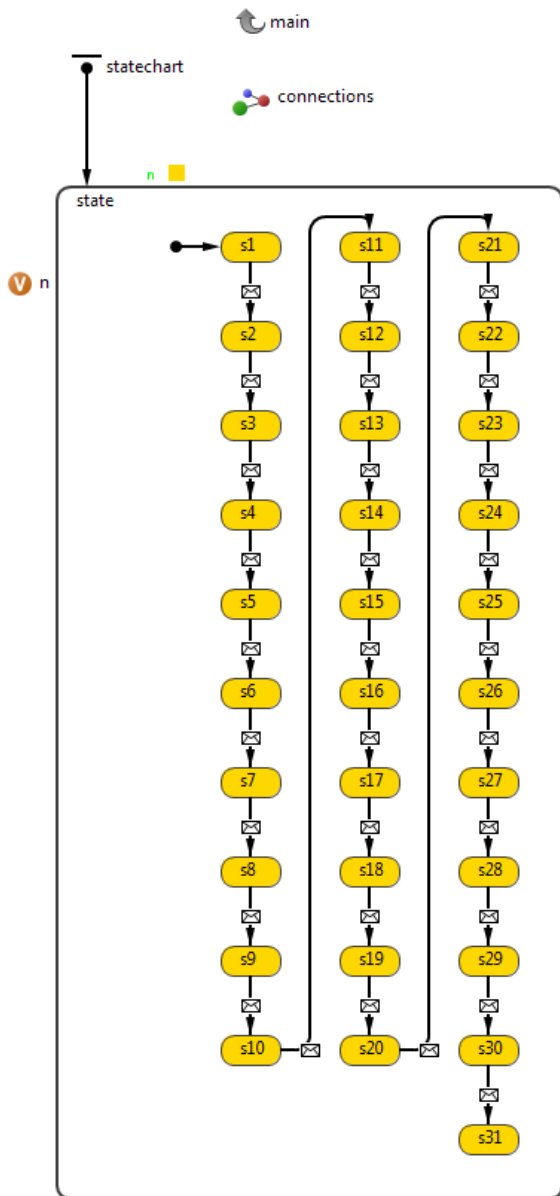 main
statechart
connections
n
state
V n
s1
s2
s3
s4
s5
s6
s7
s8
s9
s10
s11
s12
s13
s14
s15
s16
s17
s18
s19
s20
s21
s22
s23
s24
s25
s26
s27
s28
s29
s30
s31